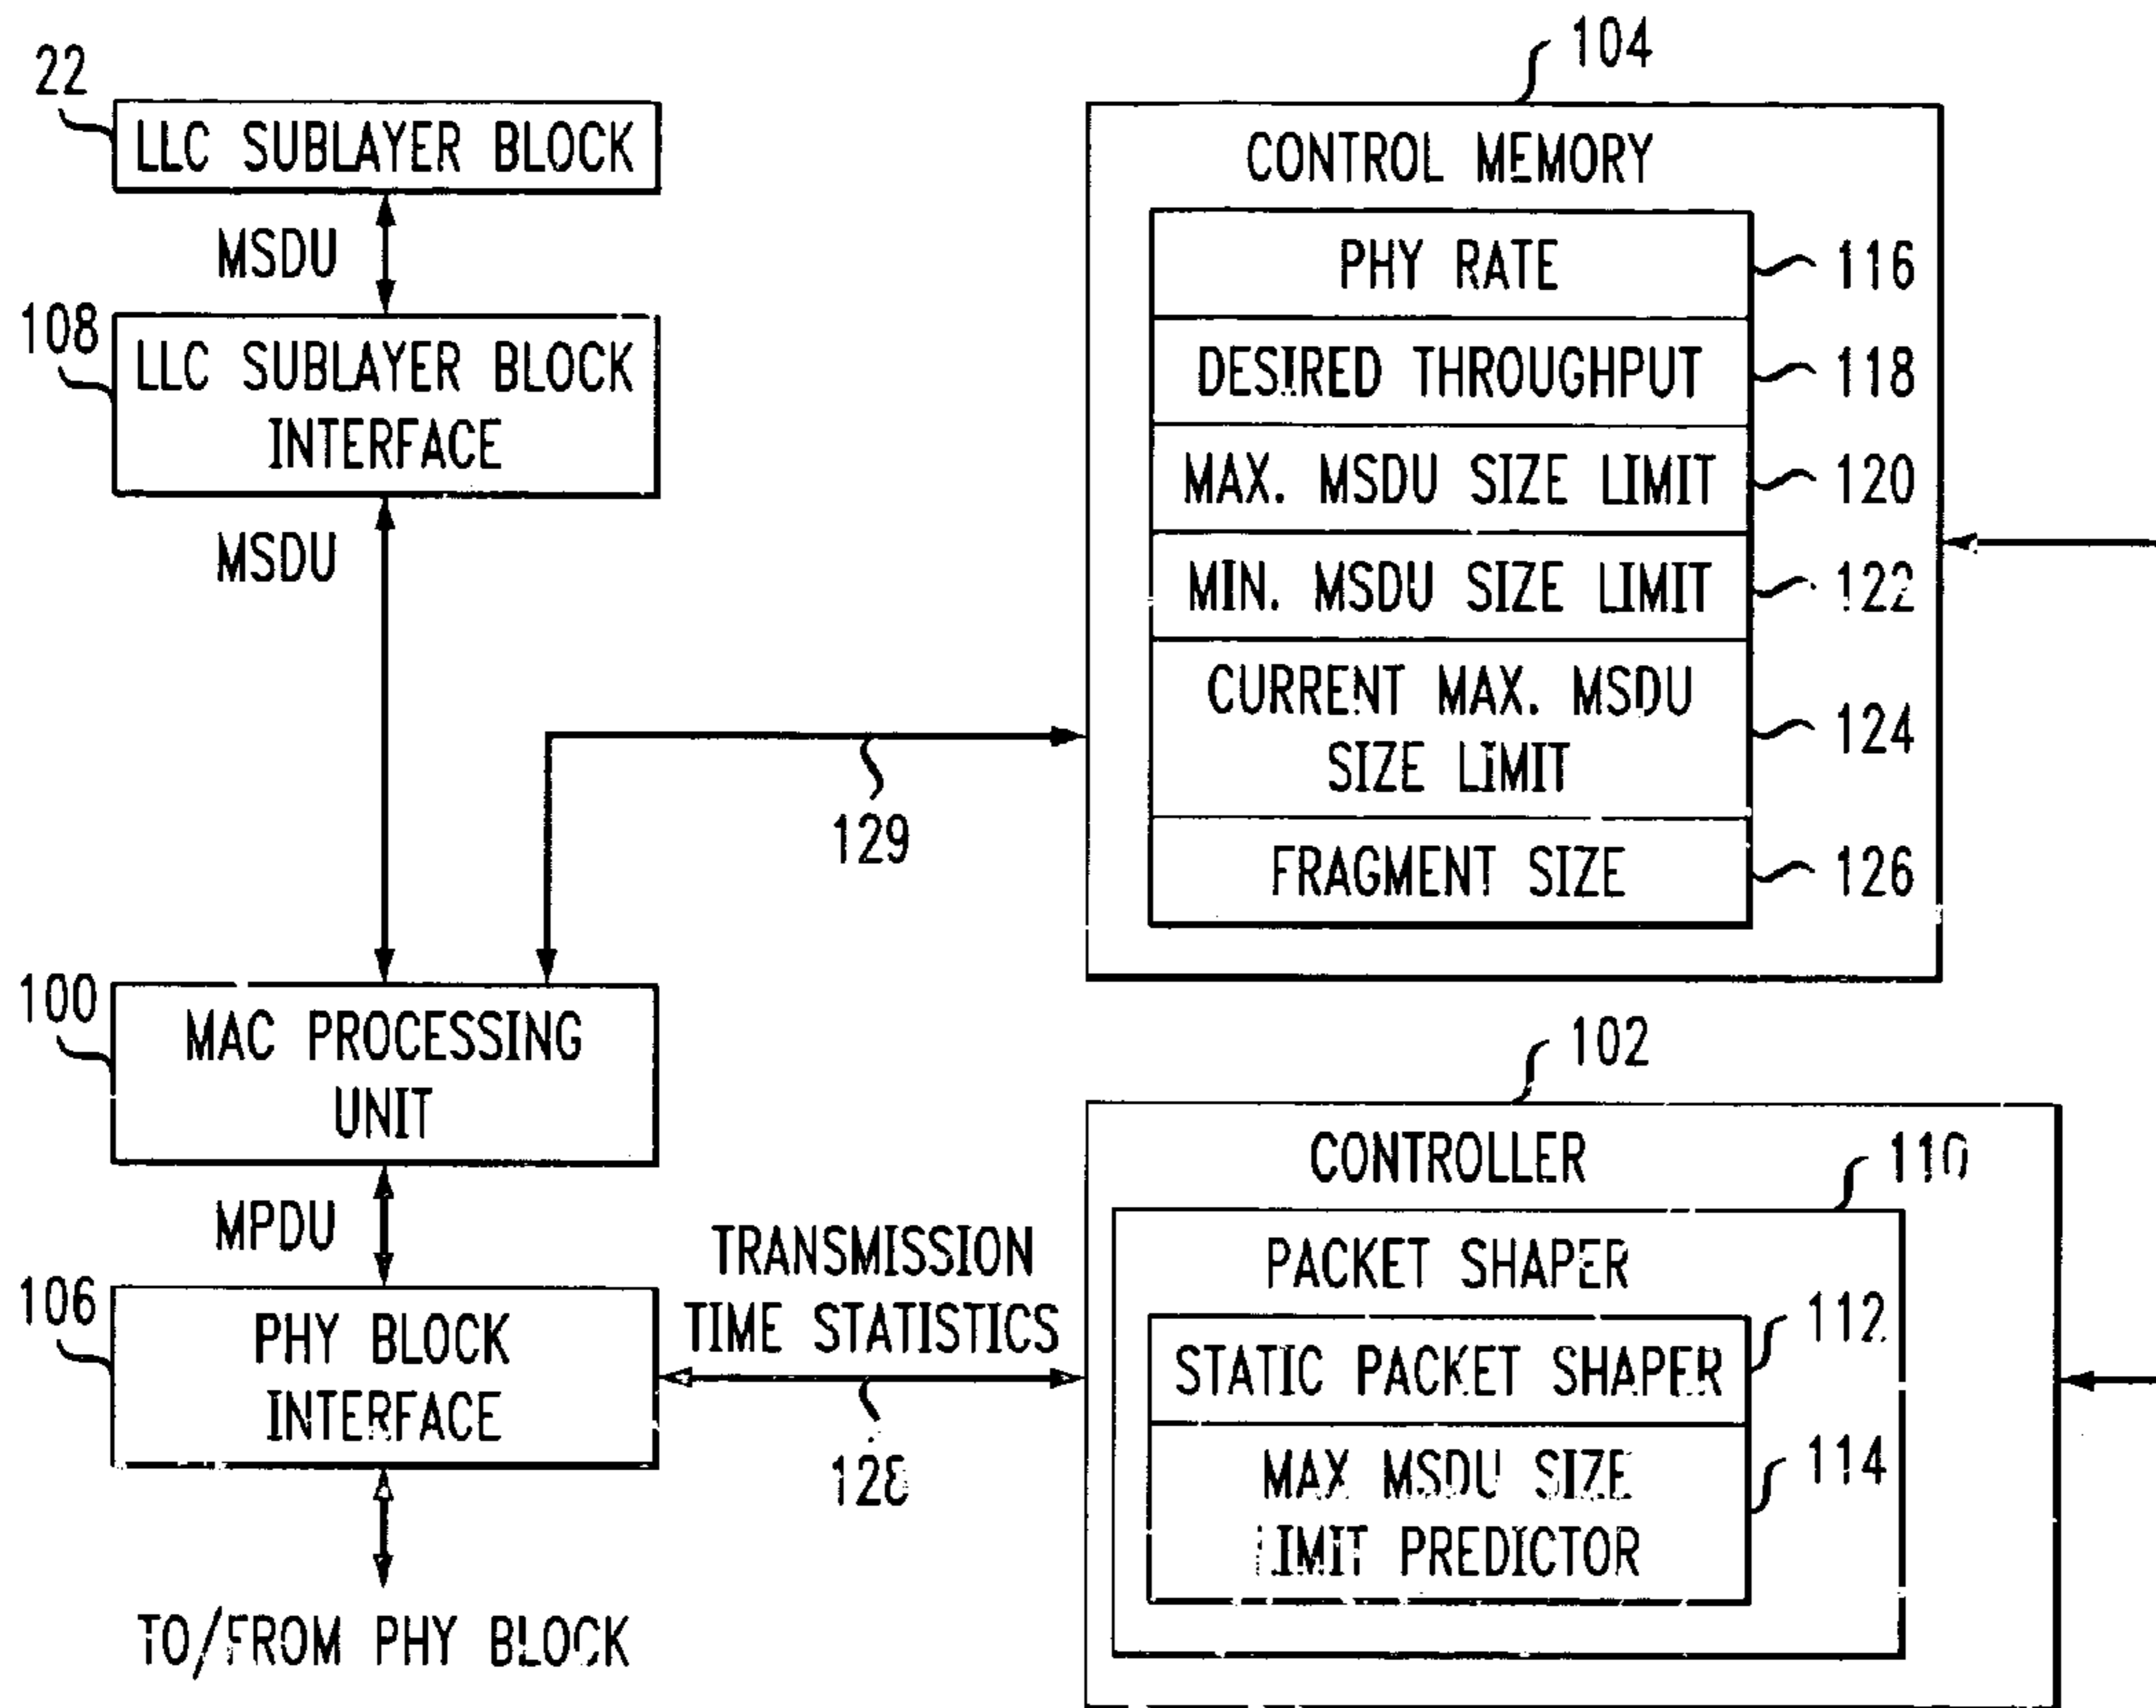 22
LLC SUBLAYER BLOCK
MSDU
108
LLC SUBLAYER BLOCK
INTERFACE
MSDU
129
100
MAC PROCESSING
UNIT
MPDU
106
PHY BLOCK
INTERFACE
TO/FROM PHY BLOCK
TRANSMISSION
TIME STATISTICS
128
104
CONTROL MEMORY
PHY RATE
116
DESIRED THROUGHPUT
118
MAX. MSDU SIZE LIMIT
120
MIN. MSDU SIZE LIMIT
122
CURRENT MAX. MSDU
SIZE LIMIT
124
FRAGMENT SIZE
126
102
CONTROLLER
110
PACKET SHAPER
112
STATIC PACKET SHAPER
MAX MSDU SIZE
LIMIT PREDICTOR
114